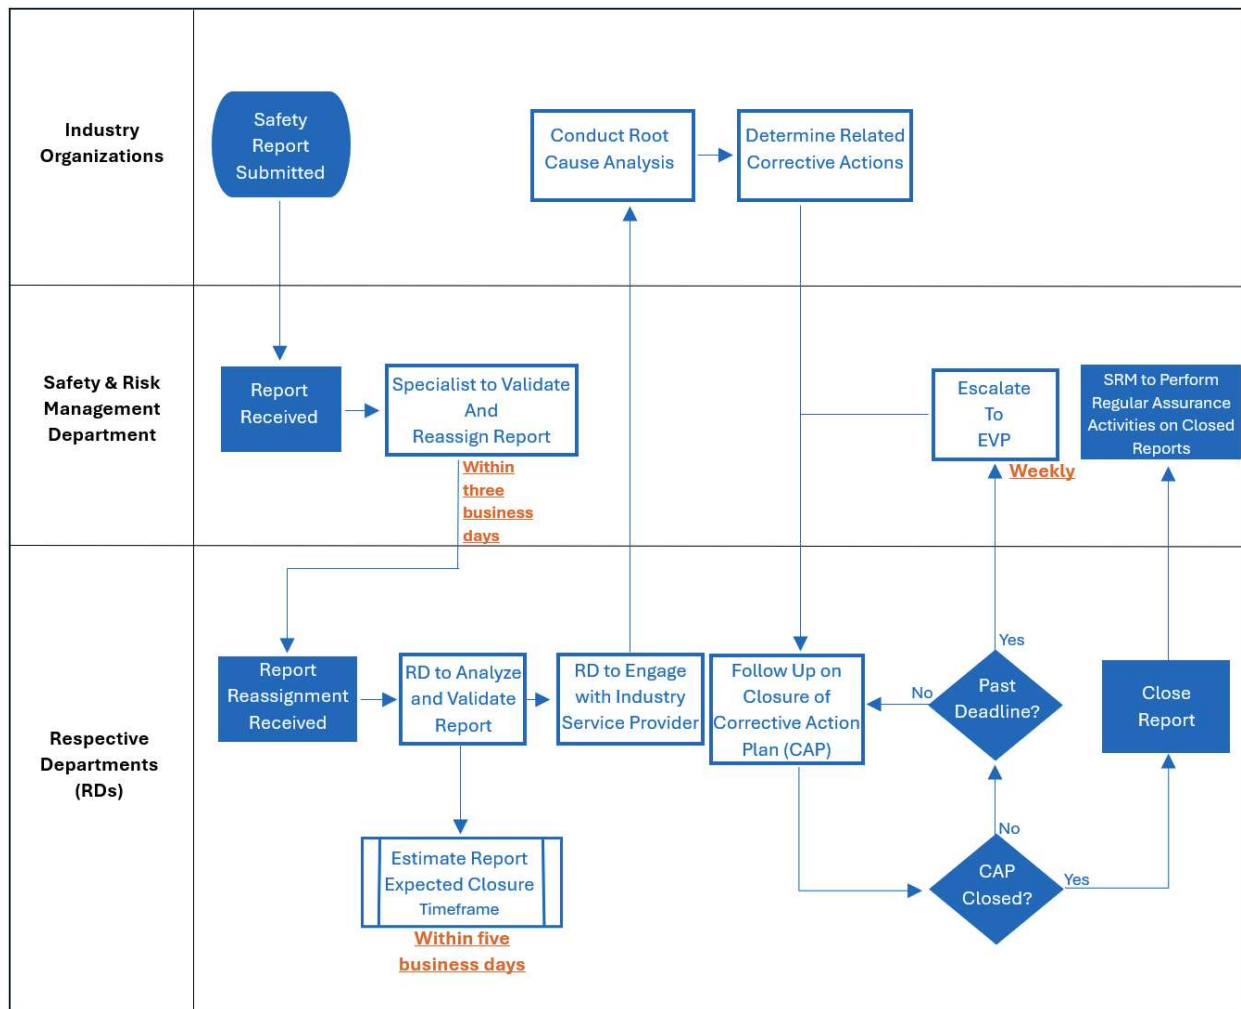 Industry
Organizations
Safety
Report
Submitted
Conduct Root
Cause Analysis
Determine Related
Corrective Actions
Safety & Risk
Management
Department
Report
Received
Specialist to Validate
And
Reassign Report
Within
three
business
days
Escalate
To
EVP
Weekly
SRM to Perform
Regular Assurance
Activities on Closed
Reports
Respective
Departments
(RDs)
Report
Reassignment
Received
RD to Analyze
and Validate
Report
RD to Engage
with Industry
Service Provider
Follow Up on
Closure of
Corrective Action
Plan (CAP)
No
Past
Deadline?
Yes
Close
Report
Estimate Report
Expected Closure
Timeframe
Within five
business days
No
CAP
Closed?
Yes